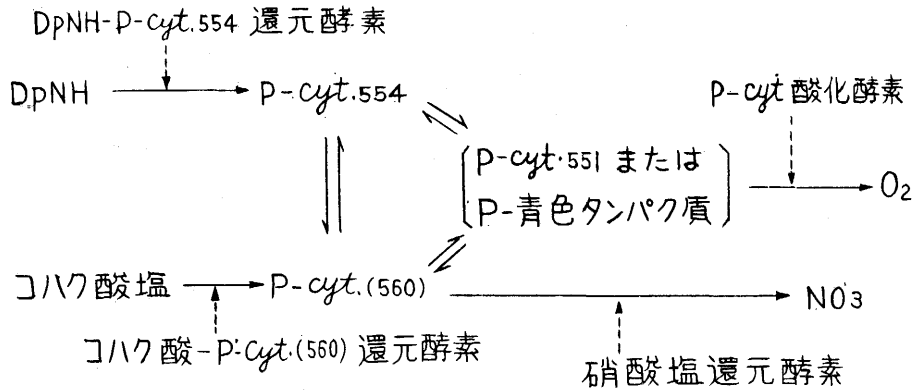 DpNH-P-cyt.554 還元酵素
DpNH
P-cyt.554
P-cyt 酸化酵素
P-cyt.551 または
P-青色タンパク質
O2
コハク酸塩
P-cyt.(560)
NO3
コハク酸-P-Cyt.(560) 還元酵素
硝酸塩還元酵素